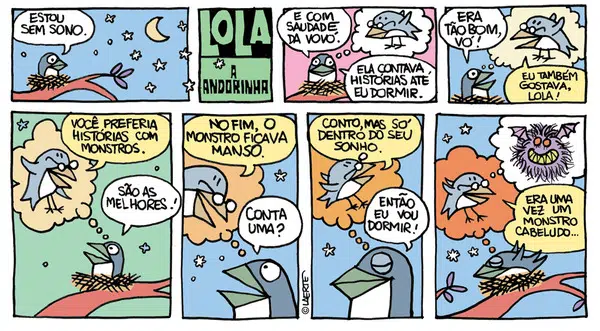 ESTOU
SEM SONO.
LOLA
A
ANDORINHA
E COM
SAUDADE
DA VOVÓ.
ELA CONTAVA
HISTÓRIAS ATÉ
EU DORMIR.
ERA
TÃO BOM,
VÓ!
EU TAMBÉM
GOSTAVA,
LOLA!
VOCÊ PREFERIA
HISTÓRIAS COM
MONSTROS.
SÃO AS
MELHORES!
NO FIM, O
MONSTRO FICAVA
MANSO.
CONTA
UMA?
©LAERTE
CONTO, MAS SÓ
DENTRO DO SEU
SONHO.
ENTÃO
EU VOU
DORMIR!
ERA UMA
VEZ UM
MONSTRO
CABELUDO...